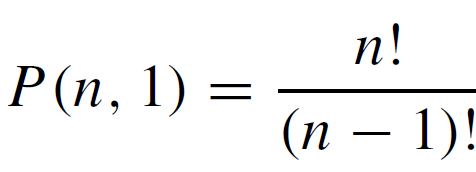 P(n, 1) = n! / (n − 1)!